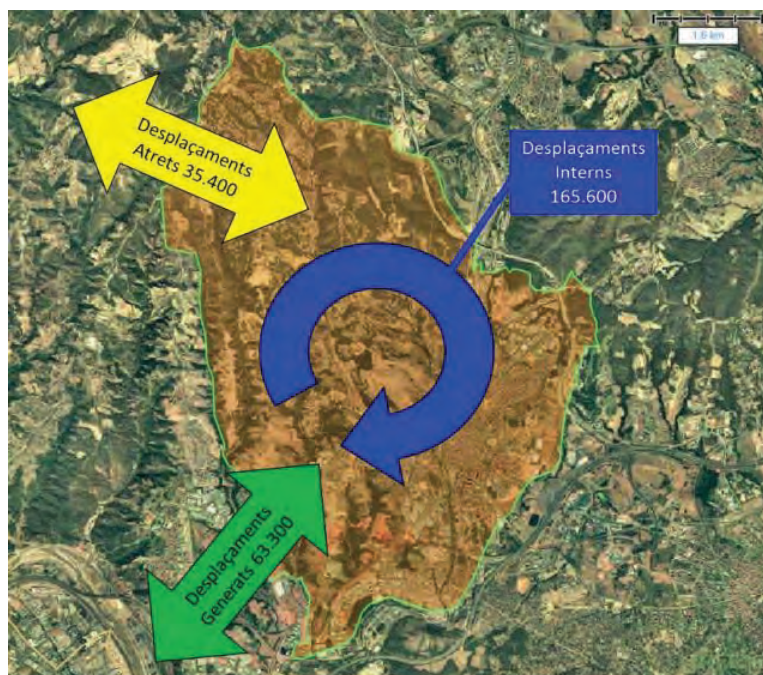 1.6 km
Desplaçaments
Atrets 35.400
Desplaçaments
Interns
165.600
Desplaçaments
Generats 63.300